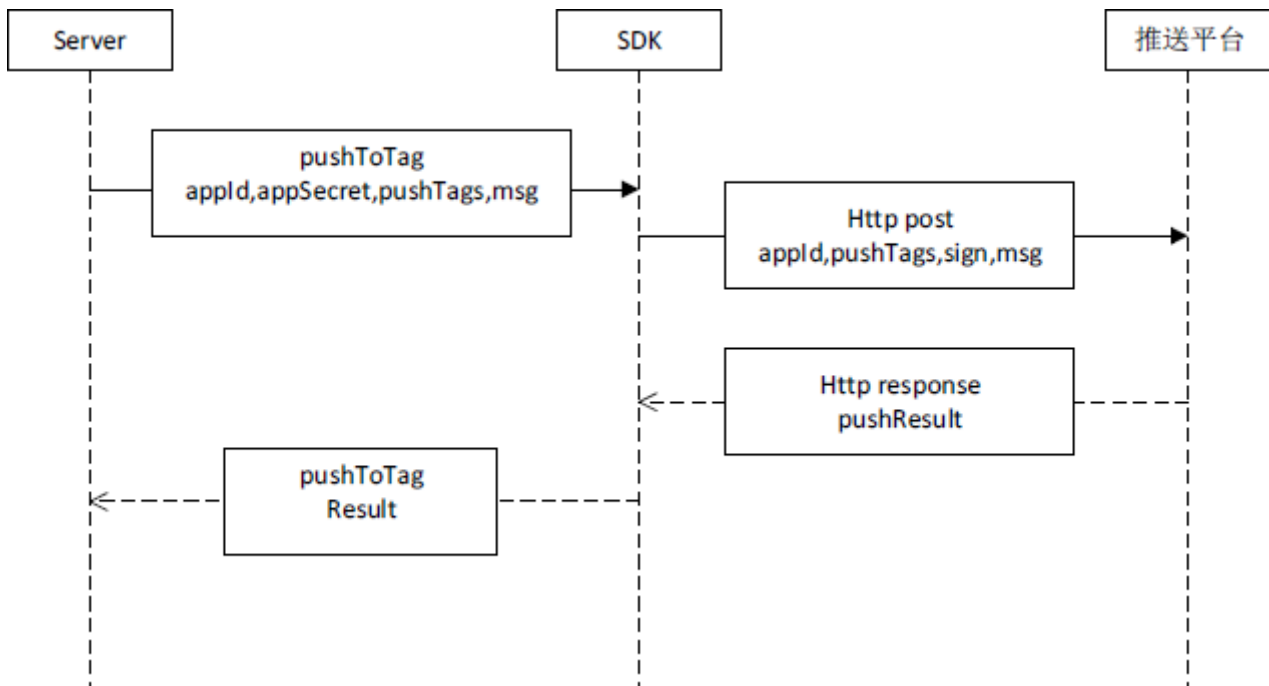 Server
SDK
推送平台
pushToTag
appId,appSecret,pushTags,msg
Http post
appId,pushTags,sign,msg
Http response
pushResult
pushToTag
Result